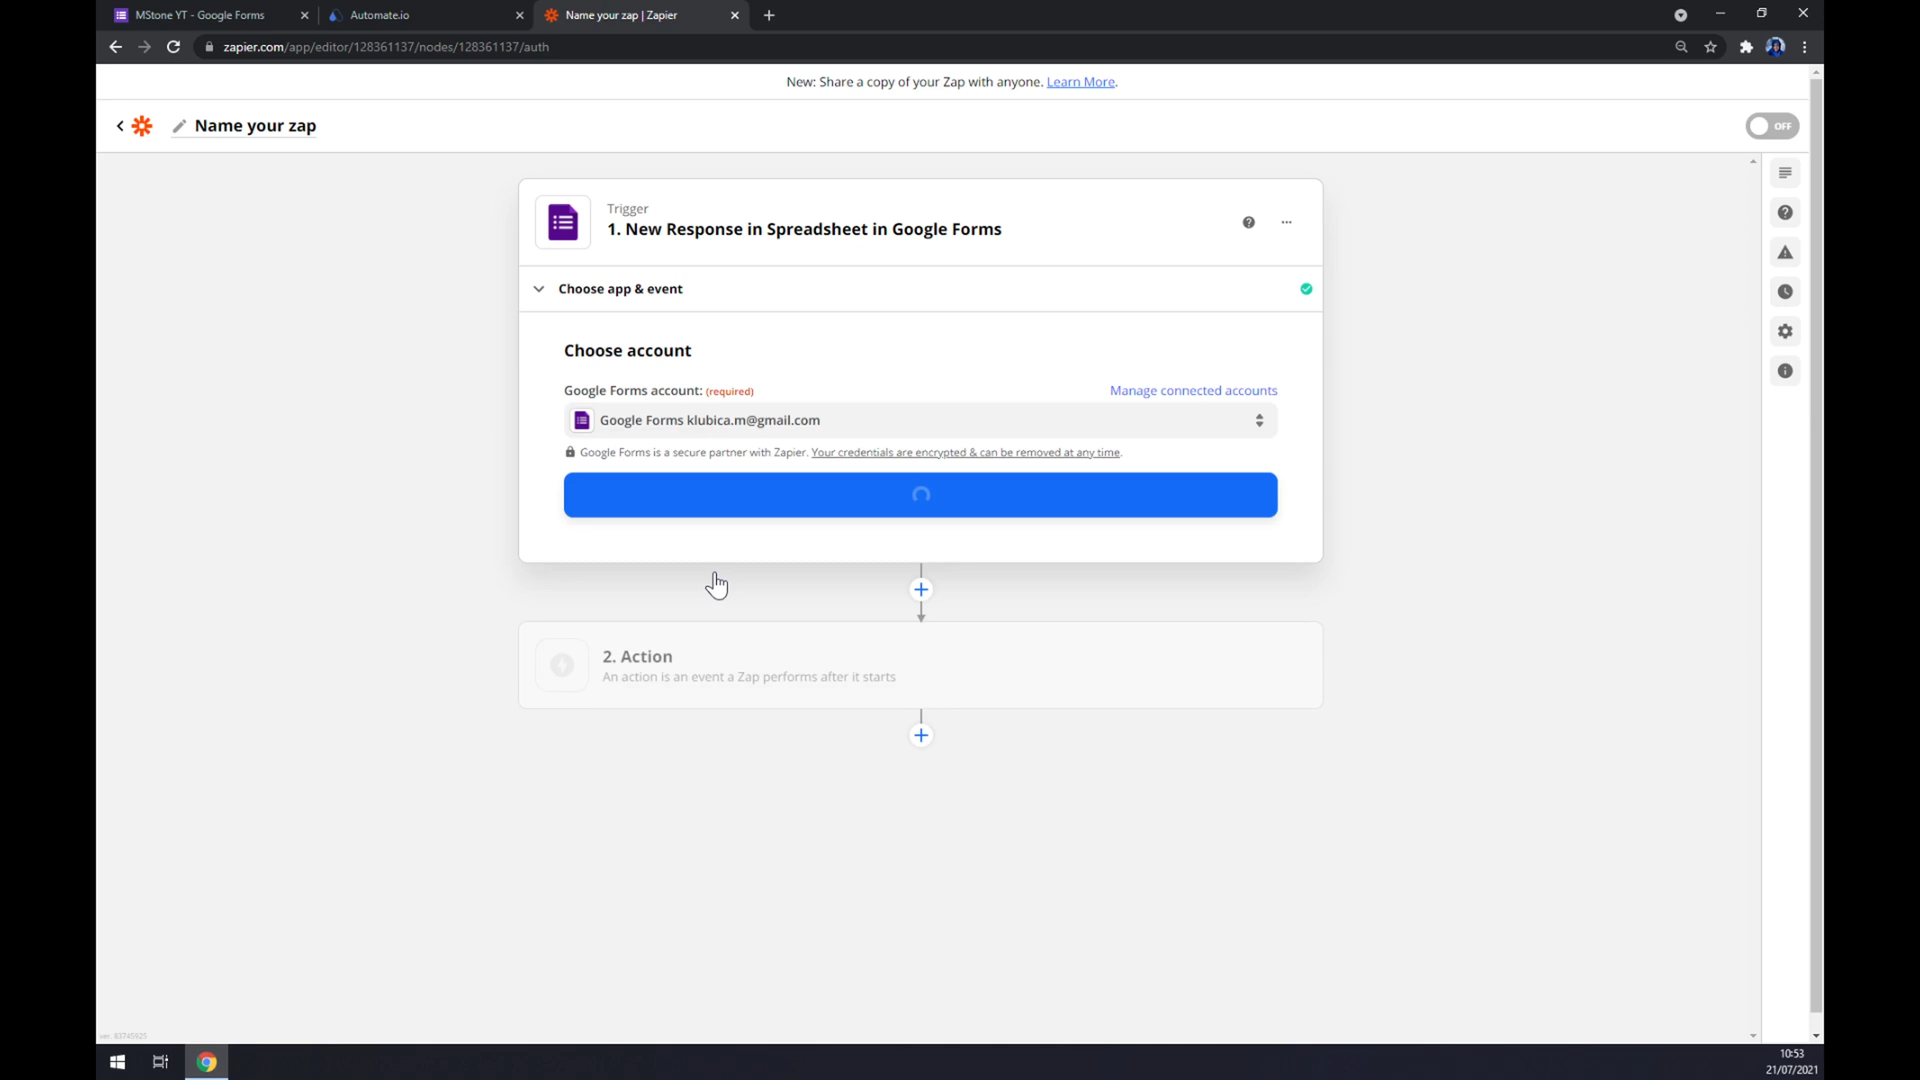 MStone YT - Google Forms
Automate.io
Name your zap | Zapier
zapier.com/app/editor/128361137/nodes/128361137/auth
New: Share a copy of your Zap with anyone. Learn More.
Name your zap
OFF
Trigger
1. New Response in Spreadsheet in Google Forms
Choose app & event
Choose account
Google Forms account: (required)
Manage connected accounts
Google Forms klubica.m@gmail.com
Google Forms is a secure partner with Zapier. Your credentials are encrypted & can be removed at any time.
2. Action
An action is an event a Zap performs after it starts
ver. 83745925
10:53
21/07/2021